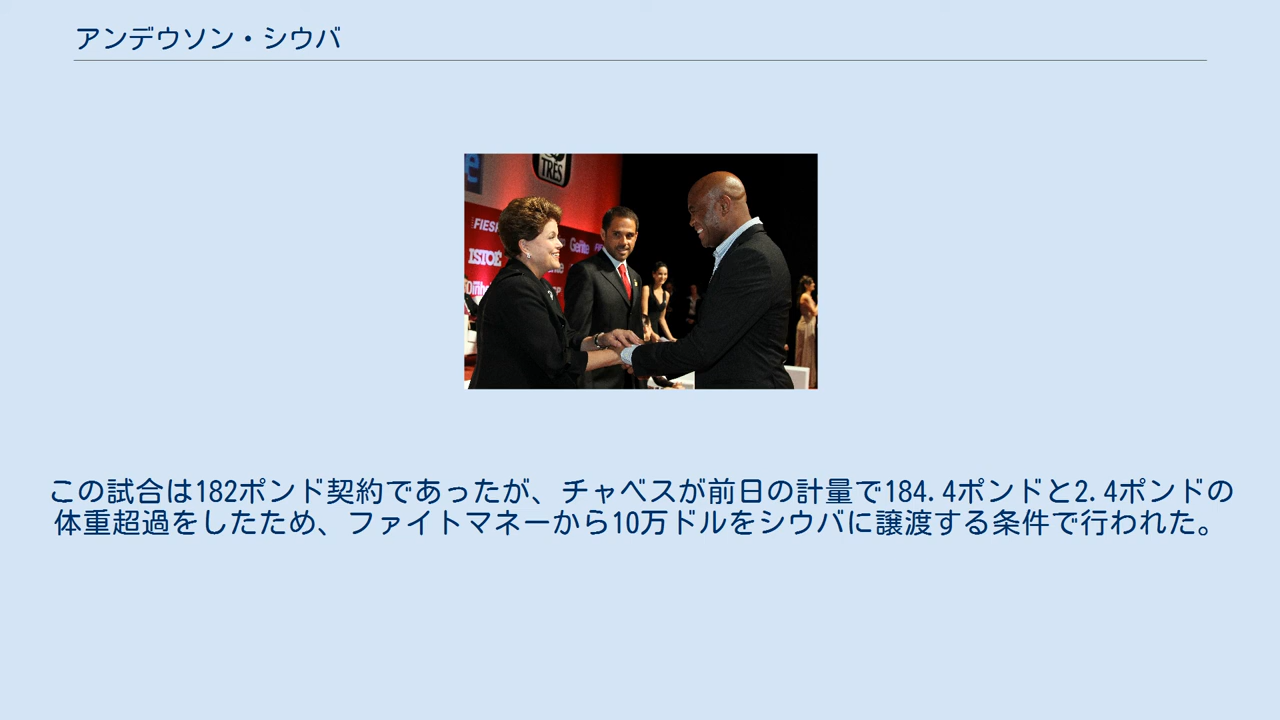 アンデウソン・シウバ
TRES
FIESP
ISTOÉ
Gente
この試合は182ポンド契約であったが、チャベスが前日の計量で184.4ポンドと2.4ポンドの
体重超過をしたため、ファイトマネーから10万ドルをシウバに譲渡する条件で行われた。